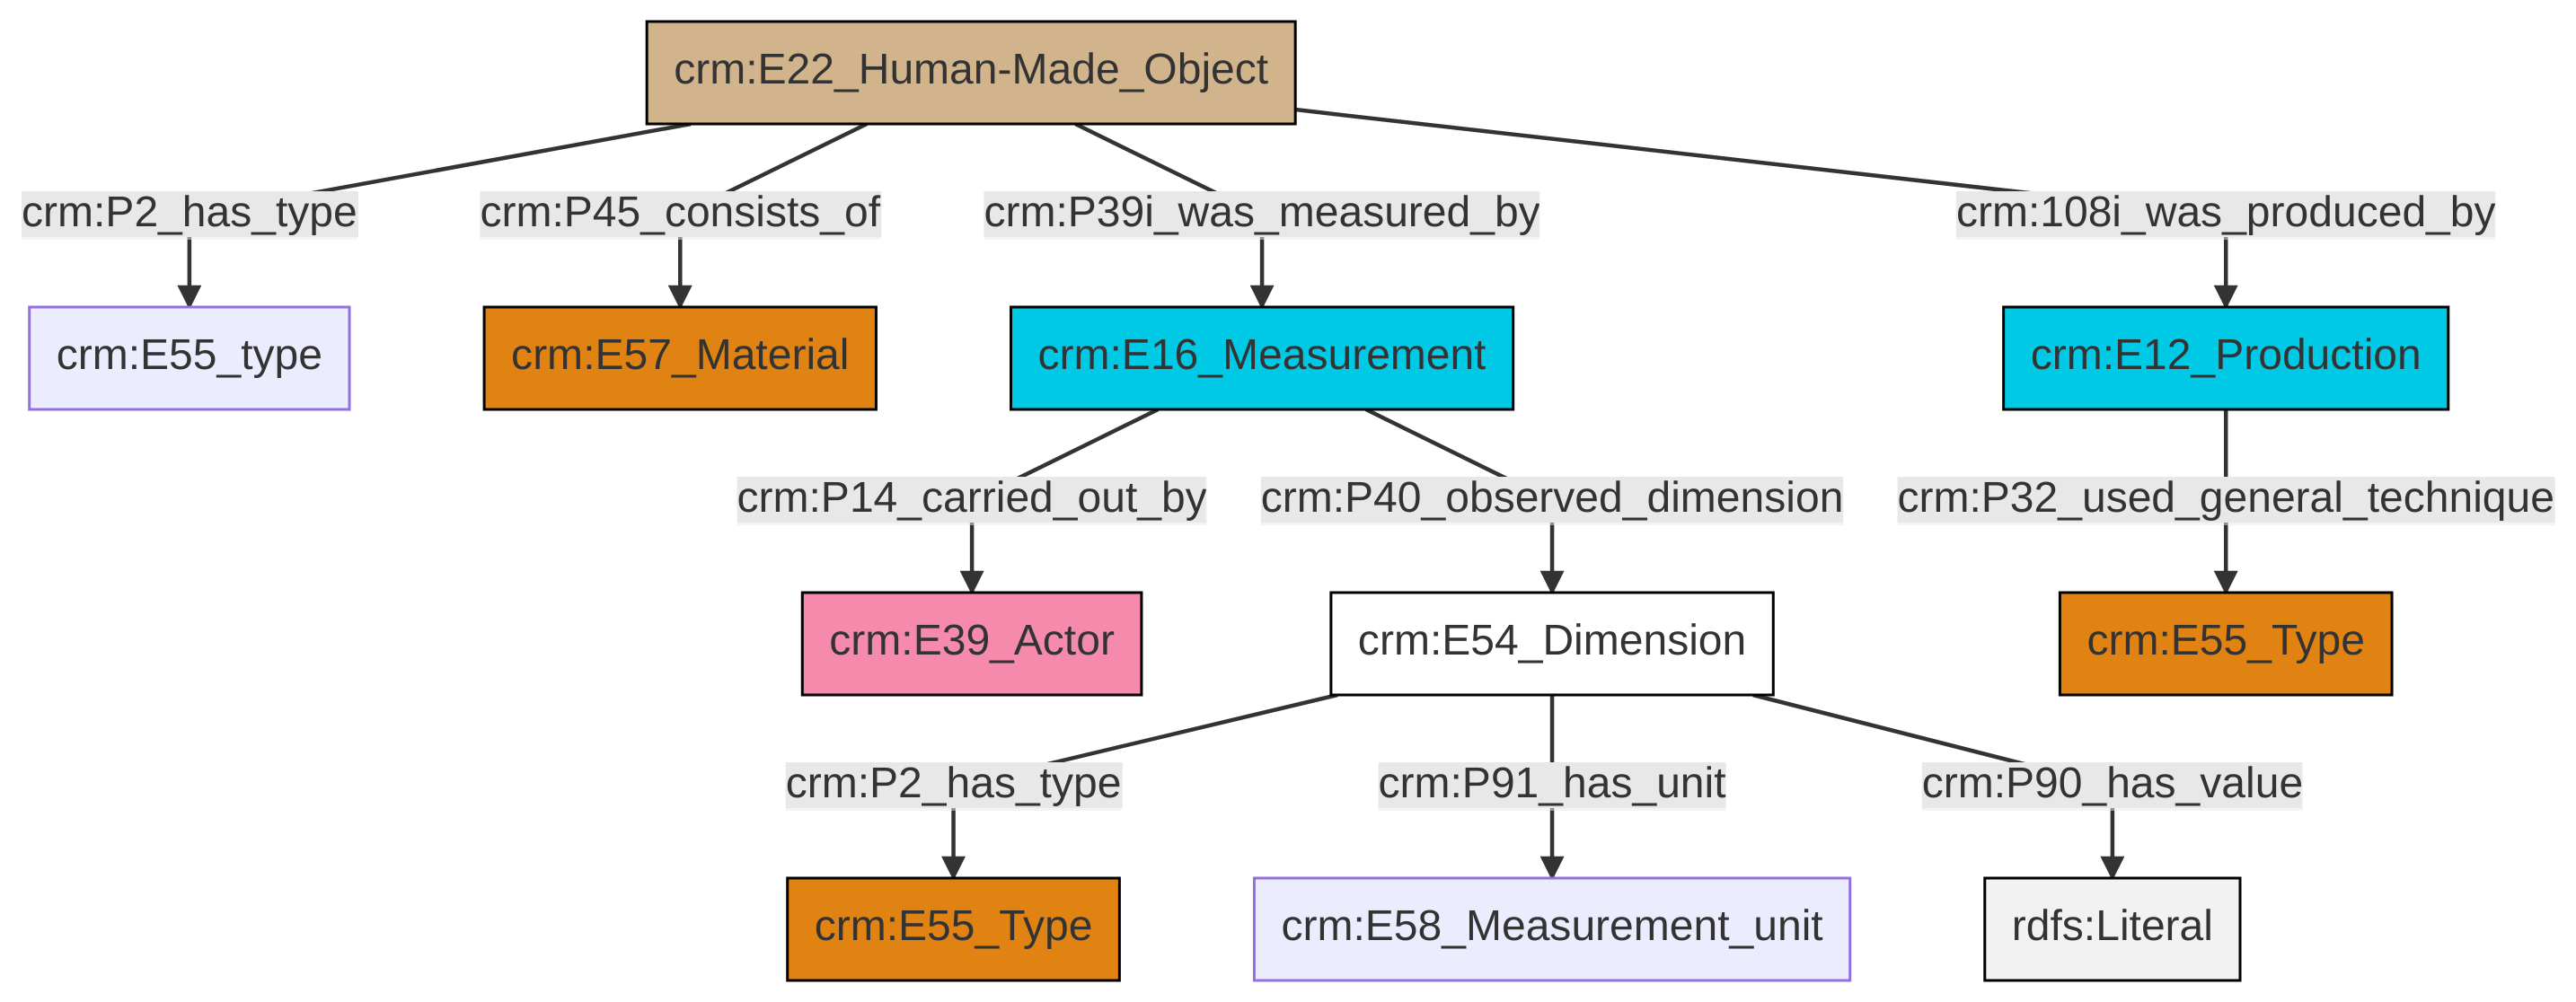 crm:E22_Human-Made_Object
crm:P2_has_type
crm:P45_consists_of
crm:P39i_was_measured_by
crm:108i_was_produced_by
crm:E55_type
crm:E57_Material
crm:E16_Measurement
crm:E12_Production
crm:P14_carried_out_by
crm:P40_observed_dimension
crm:P32_used_general_technique
crm:E39_Actor
crm:E54_Dimension
crm:E55_Type
crm:P2_has_type
crm:P91_has_unit
crm:P90_has_value
crm:E55_Type
crm:E58_Measurement_unit
rdfs:Literal